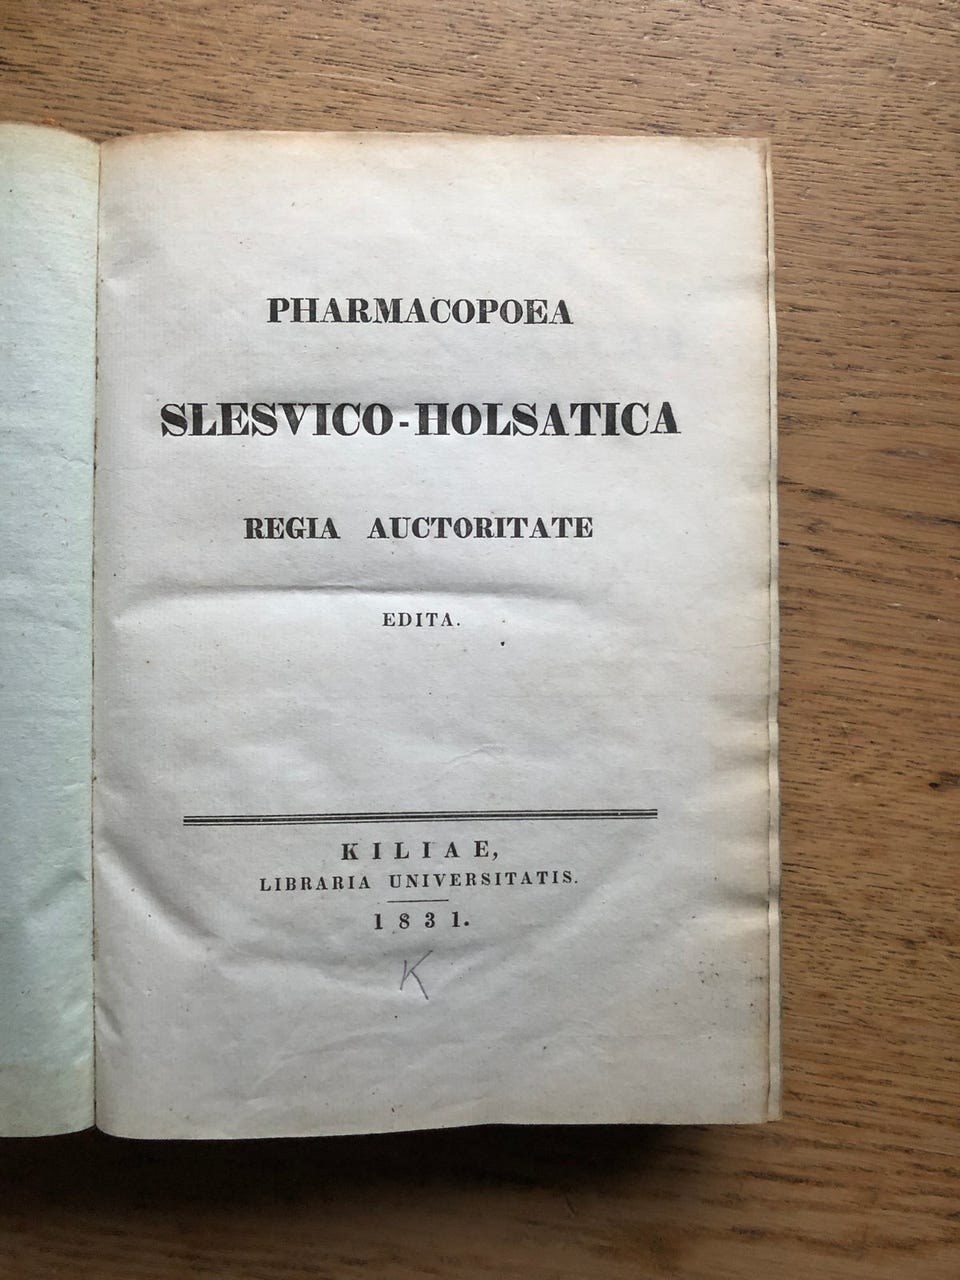 PHARMACOPOEA
SLESVICO-HOLSATICA
REGIA AUCTORITATE
EDITA.
KILIAE,
LIBRARIA UNIVERSITATIS.
1831.
K